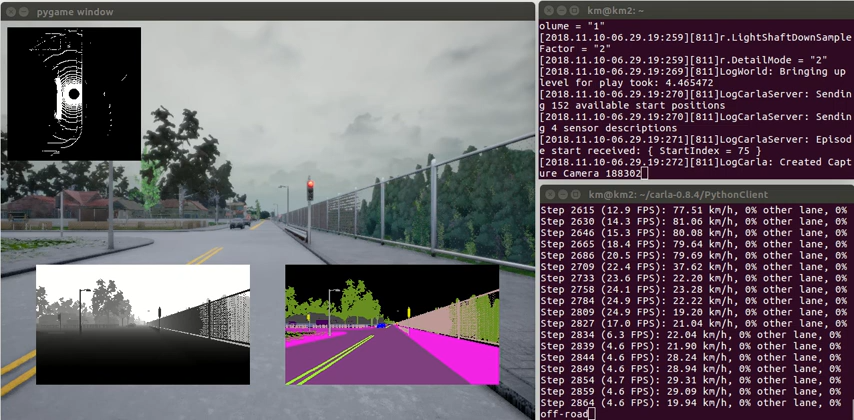 pygame window
km@km2: ~
olume = "1"
[2018.11.10-06.29.19:259][811]r.LightShaftDownSample
Factor = "2"
[2018.11.10-06.29.19:259][811]r.DetailMode = "2"
[2018.11.10-06.29.19:269][811]LogWorld: Bringing up
level for play took: 4.465472
[2018.11.10-06.29.19:270][811]LogCarlaServer: Sendin
g 152 available start positions
[2018.11.10-06.29.19:270][811]LogCarlaServer: Sendin
g 4 sensor descriptions
[2018.11.10-06.29.19:271][811]LogCarlaServer: Episod
e start received: { StartIndex = 75 }
[2018.11.10-06.29.19:272][811]LogCarla: Created Capt
ure Camera 188302
km@km2: ~/carla-0.8.4/PythonClient
Step 2615 (12.9 FPS): 77.51 km/h, 0% other lane, 0%
Step 2630 (14.3 FPS): 81.06 km/h, 0% other lane, 0%
Step 2646 (15.3 FPS): 80.08 km/h, 0% other lane, 0%
Step 2665 (18.4 FPS): 79.64 km/h, 0% other lane, 0%
Step 2686 (20.5 FPS): 79.69 km/h, 0% other lane, 0%
Step 2709 (22.4 FPS): 37.62 km/h, 0% other lane, 0%
Step 2733 (23.6 FPS): 22.20 km/h, 0% other lane, 0%
Step 2758 (24.1 FPS): 23.28 km/h, 0% other lane, 0%
Step 2784 (24.9 FPS): 22.22 km/h, 0% other lane, 0%
Step 2809 (24.9 FPS): 19.20 km/h, 0% other lane, 0%
Step 2827 (17.0 FPS): 21.04 km/h, 0% other lane, 0%
Step 2834 (6.3 FPS): 22.04 km/h, 0% other lane, 0%
Step 2839 (4.6 FPS): 21.90 km/h, 0% other lane, 0%
Step 2844 (4.6 FPS): 28.24 km/h, 0% other lane, 0%
Step 2849 (4.6 FPS): 28.94 km/h, 0% other lane, 0%
Step 2854 (4.7 FPS): 29.31 km/h, 0% other lane, 0%
Step 2859 (4.6 FPS): 29.09 km/h, 0% other lane, 0%
Step 2864 (4.6 FPS): 19.94 km/h, 0% other lane, 0%
off-road